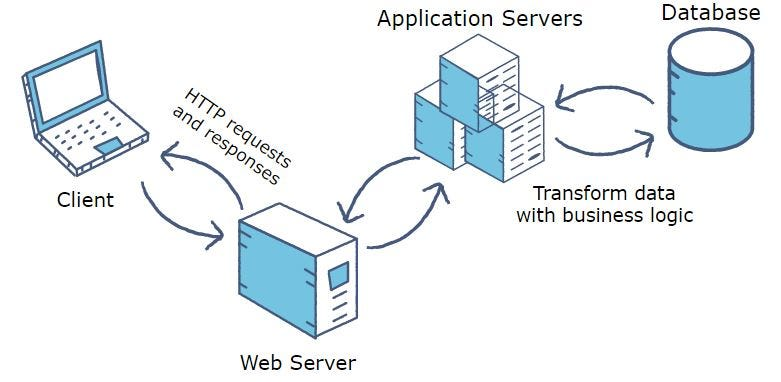 Application Servers
Database
HTTP requests
and responses
Client
Transform data
with business logic
Web Server